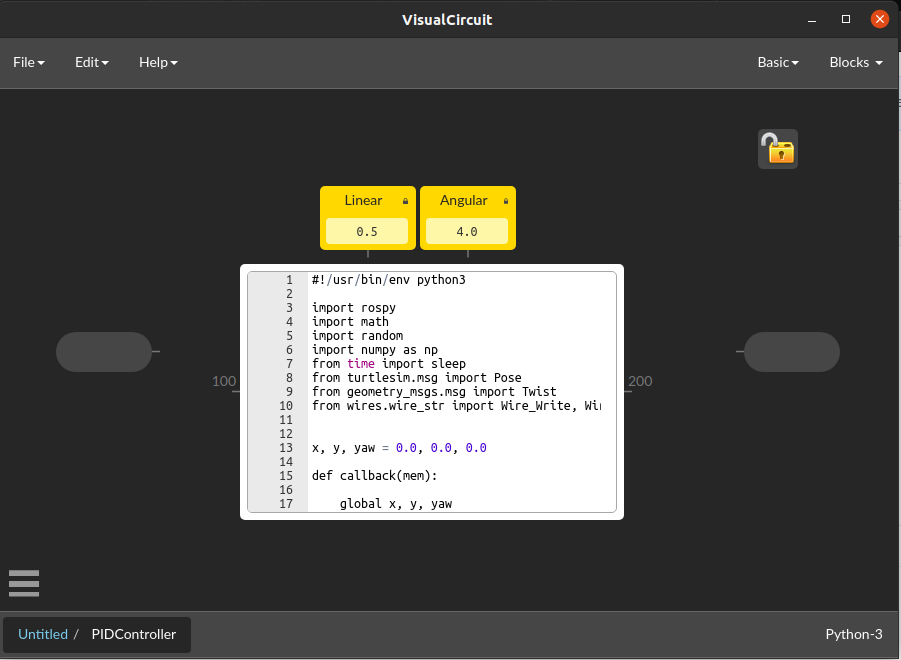 VisualCircuit
File Edit Help Basic Blocks
Linear Angular
0.5 4.0
1 #!/usr/bin/env python3
2
3 import rospy
4 import math
5 import random
6 import numpy as np
7 from time import sleep
8 from turtlesim.msg import Pose
9 from geometry_msgs.msg import Twist
10 from wires.wire_str import Wire_Write,
11
12
13 x, y, yaw = 0.0, 0.0, 0.0
14
15 def callback(mem):
16
17 global x, y, yaw
100
200
Untitled / PIDController
Python-3